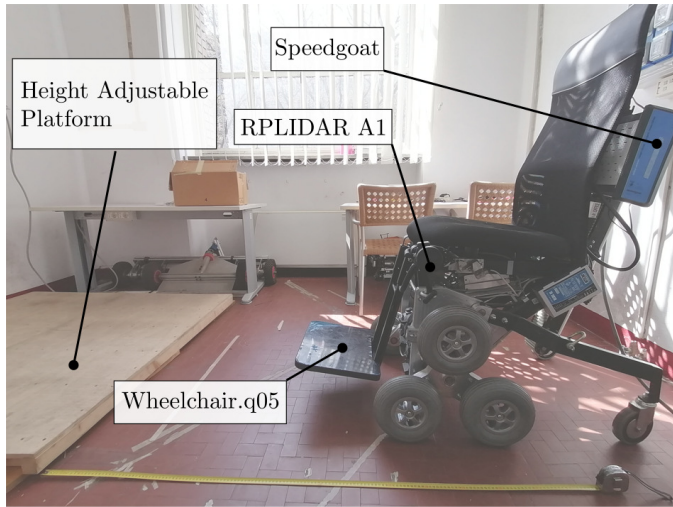 Speedgoat
Height Adjustable
Platform
RPLIDAR A1
Wheelchair.q05